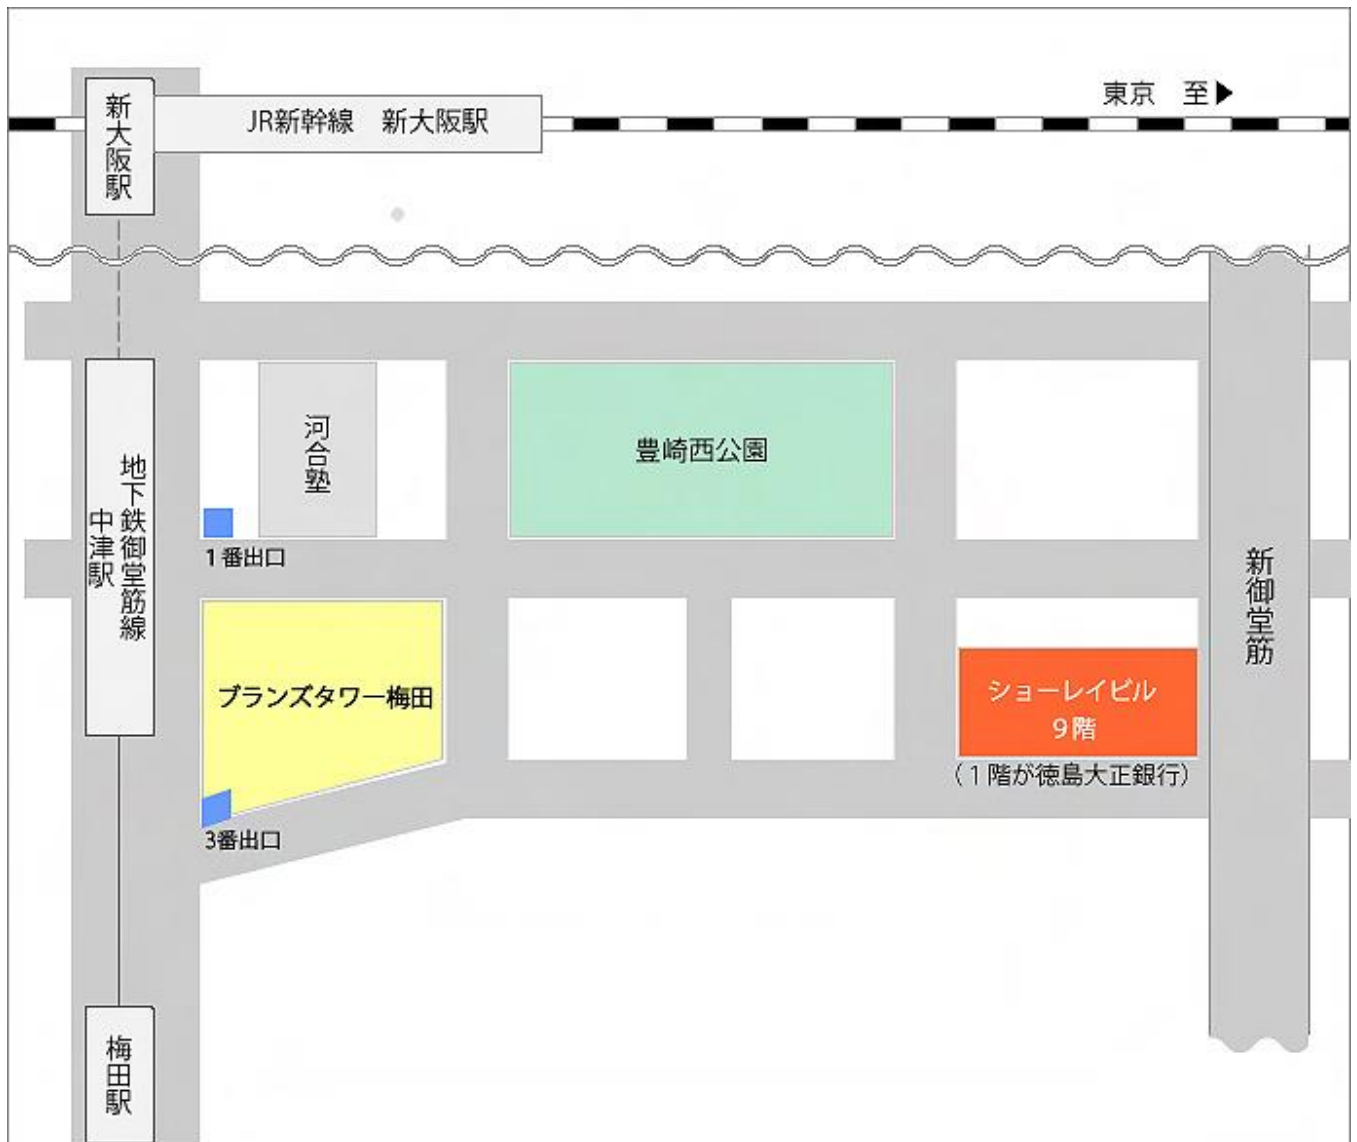 東京　至▶
新大阪駅
JR新幹線　新大阪駅
地下鉄御堂筋線
中津駅
河合塾
豊崎西公園
1番出口
新御堂筋
ブランズタワー梅田
ショーレイビル
9階
（1階が徳島大正銀行）
3番出口
梅田駅